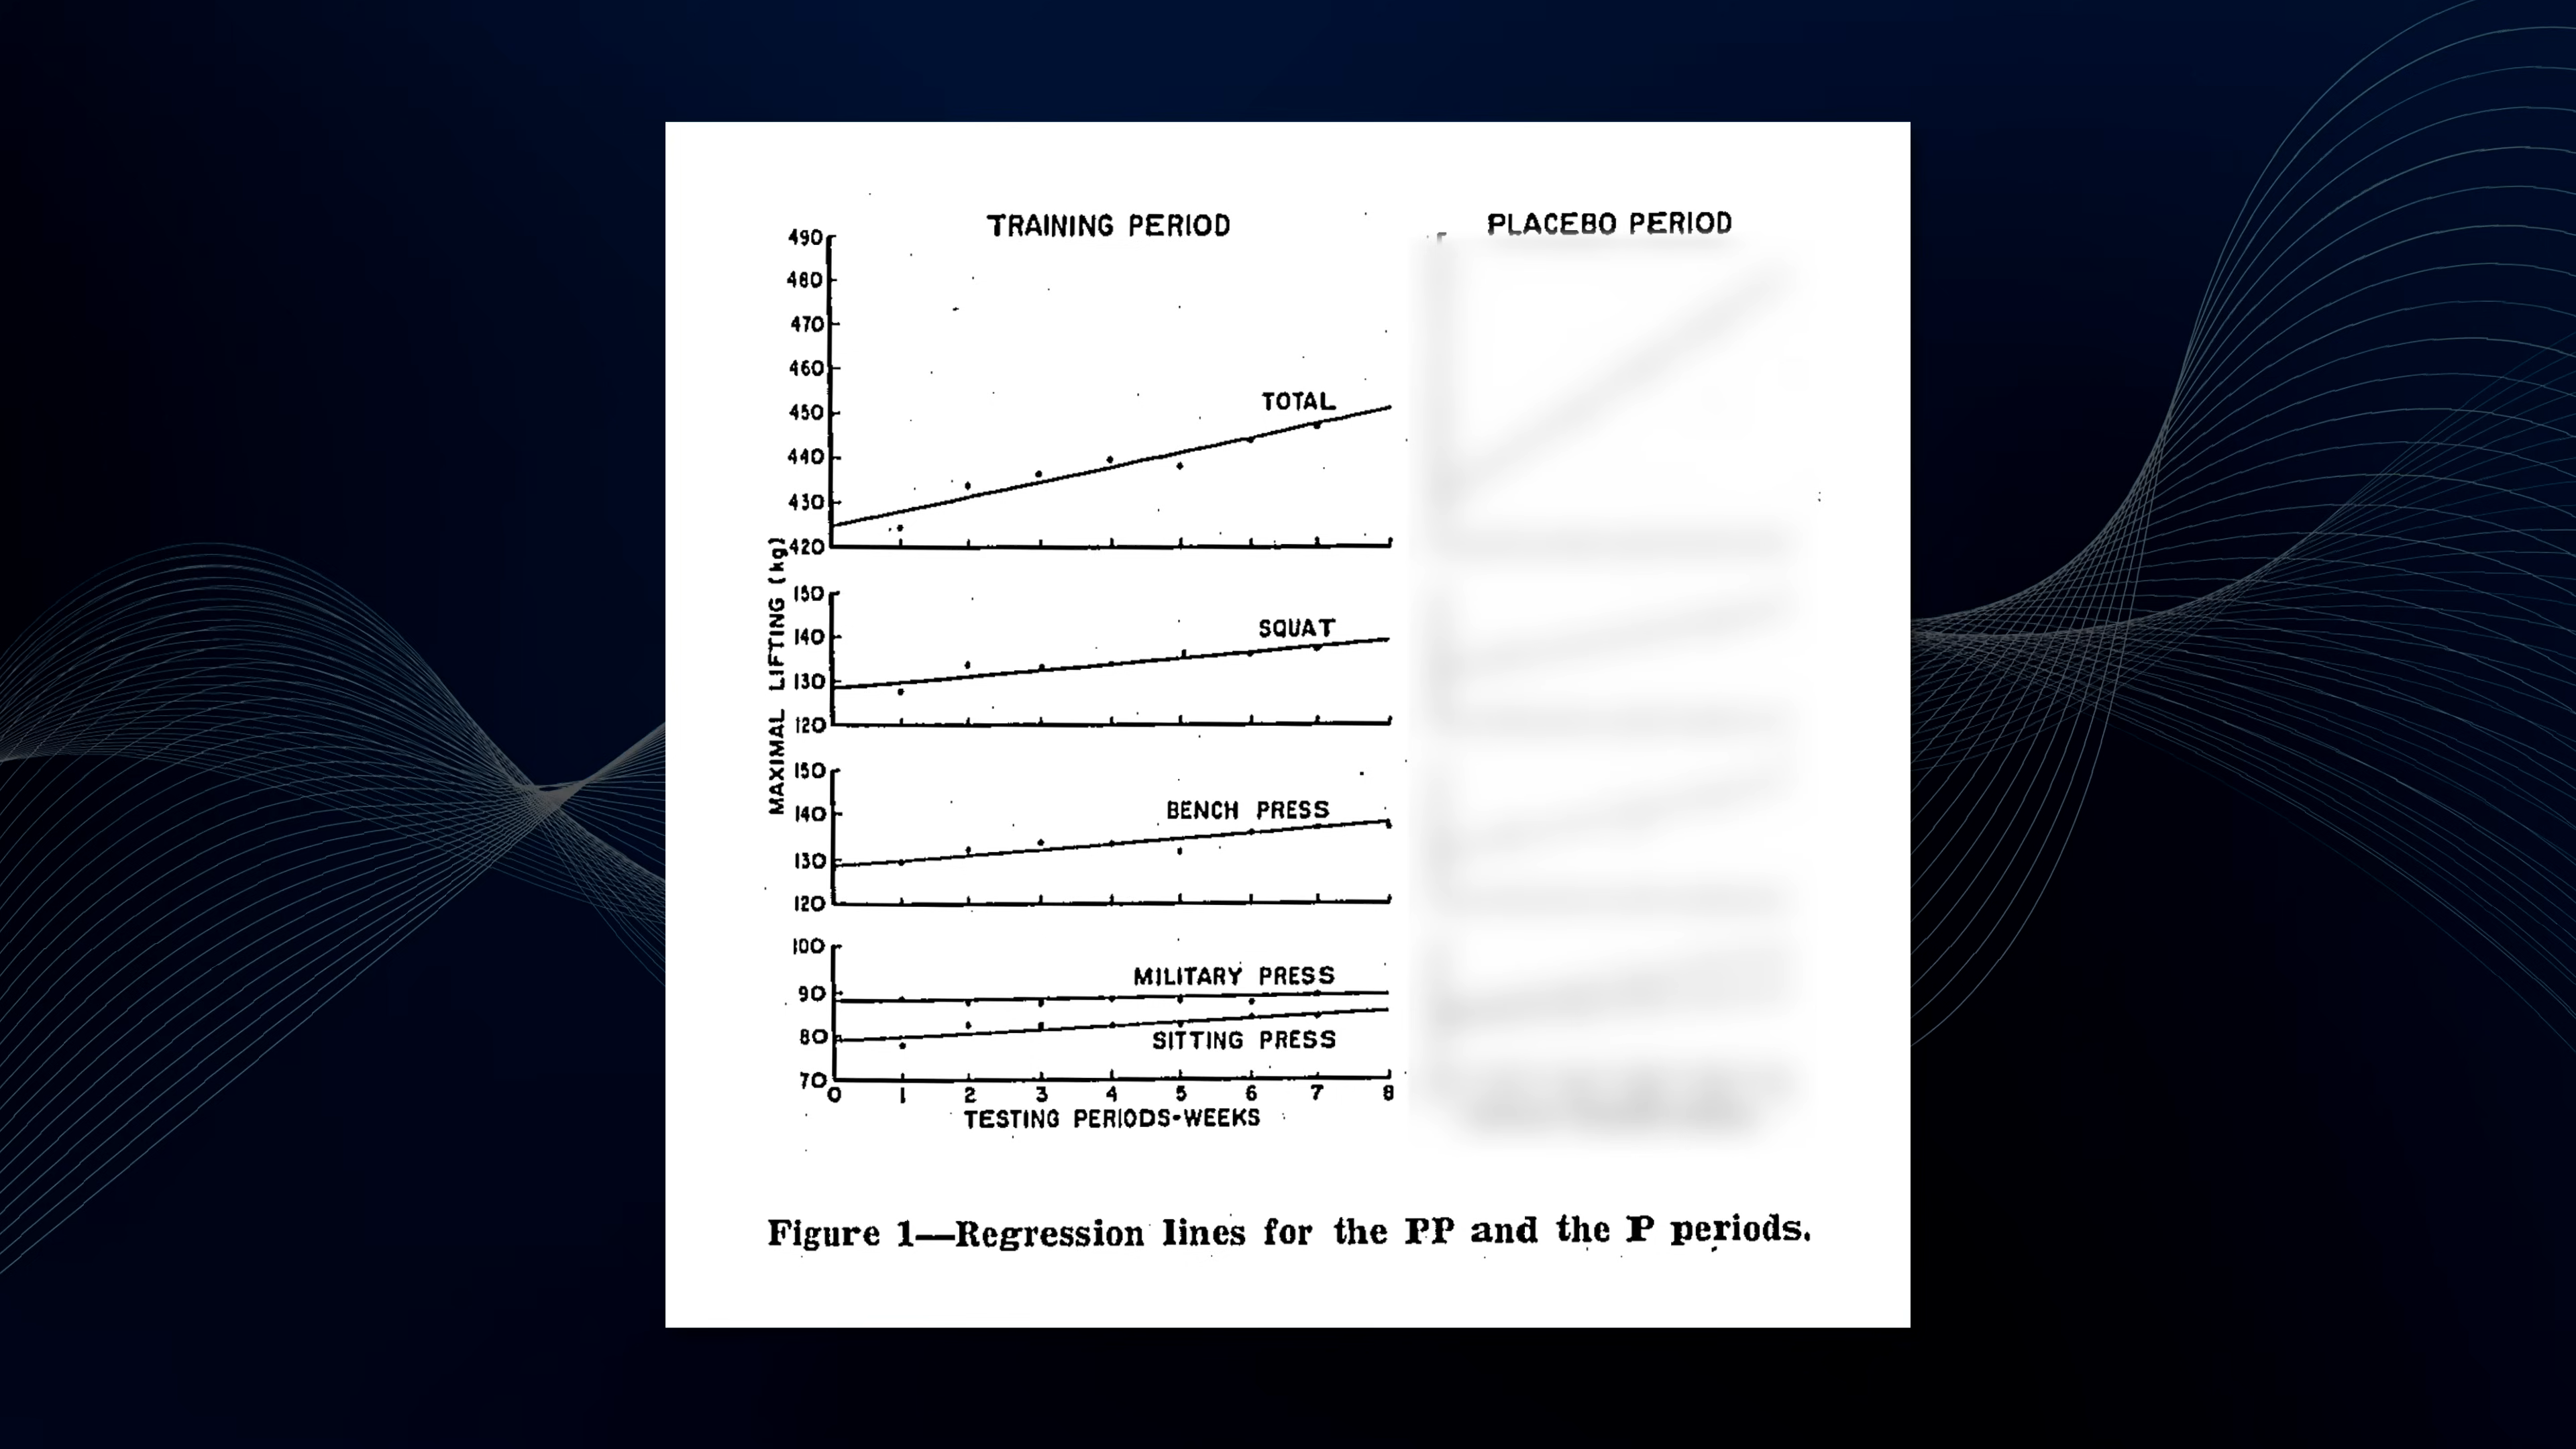 TRAINING PERIOD
PLACEBO PERIOD
MAXIMAL LIFTING (kg)
490
480
470
460
450
440
430
420
TOTAL
150
140
130
120
SQUAT
150
140
130
120
BENCH PRESS
100
90
80
70
MILITARY PRESS
SITTING PRESS
0 1 2 3 4 5 6 7 8
TESTING PERIODS-WEEKS
Figure 1—Regression lines for the PP and the P periods.